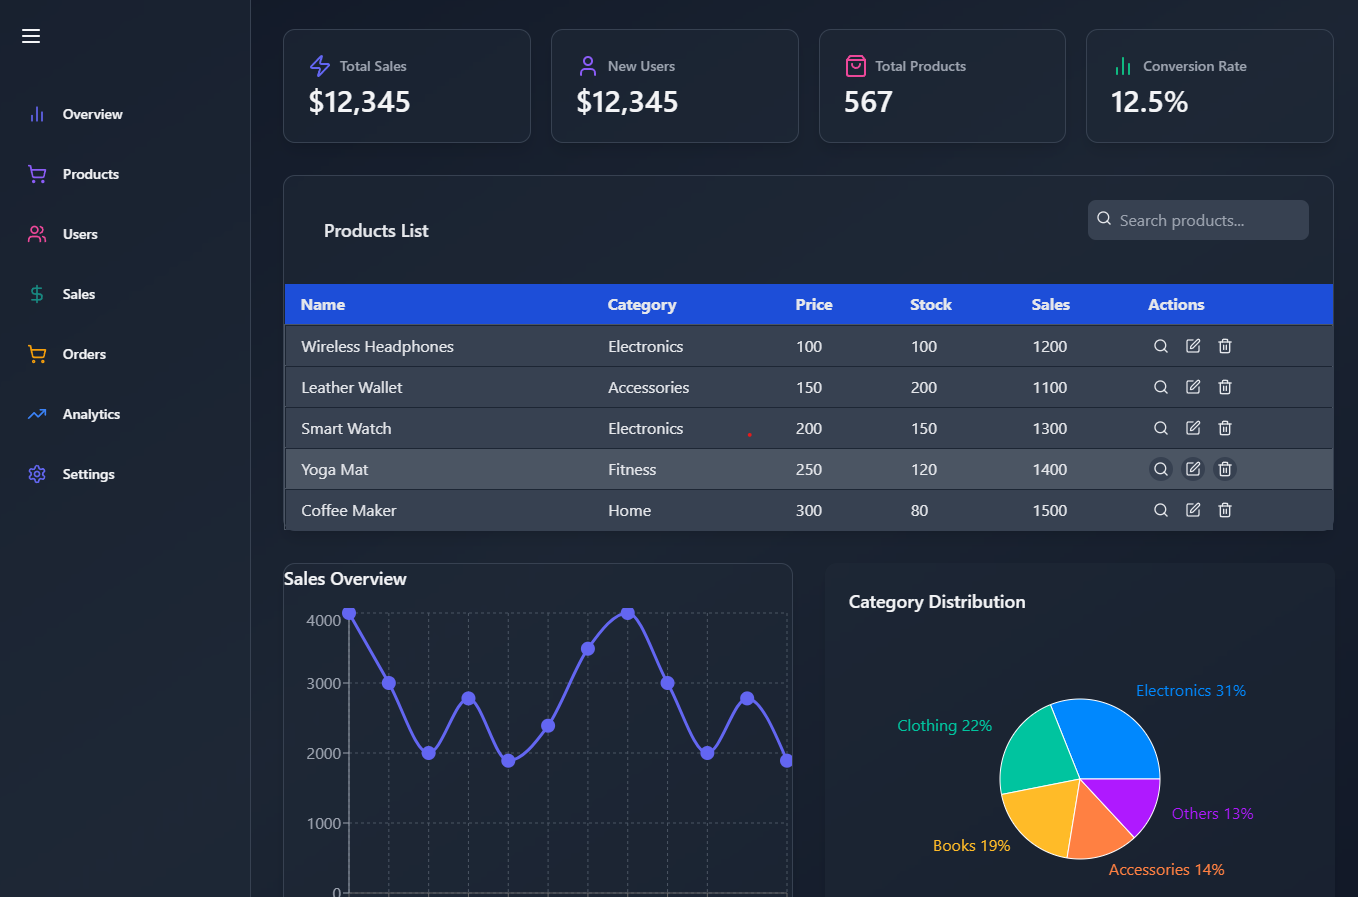 Overview
Products
Users
Sales
Orders
Analytics
Settings
Total Sales
$12,345
New Users
$12,345
Total Products
567
Conversion Rate
12.5%
Products List
Search products...
Name Category Price Stock Sales Actions
Wireless Headphones Electronics 100 100 1200
Leather Wallet Accessories 150 200 1100
Smart Watch Electronics 200 150 1300
Yoga Mat Fitness 250 120 1400
Coffee Maker Home 300 80 1500
Sales Overview
4000
3000
2000
1000
0
Category Distribution
Electronics 31%
Clothing 22%
Others 13%
Books 19%
Accessories 14%